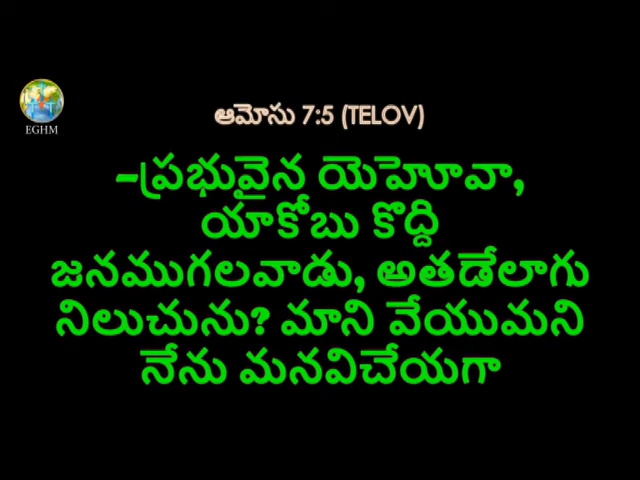 EGHM
ఆమోసు 7:5 (TELOV)
-ప్రభువైన యెహోవా,
యాకోబు కొద్ది
జనముగలవాడు, అతడేలాగు
నిలుచును? మాని వేయుమని
నేను మనవిచేయగా